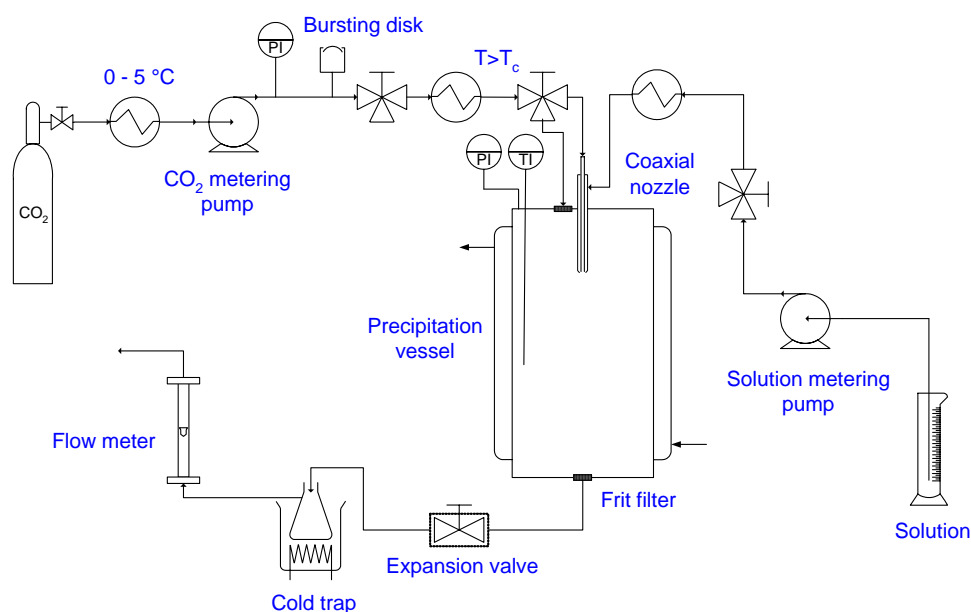 Bursting disk
PI
0 - 5 °C
T>Tc
CO2 metering
pump
CO2
PI
TI
Coaxial
nozzle
Precipitation
vessel
Solution metering
pump
Flow meter
Frit filter
Solution
Expansion valve
Cold trap